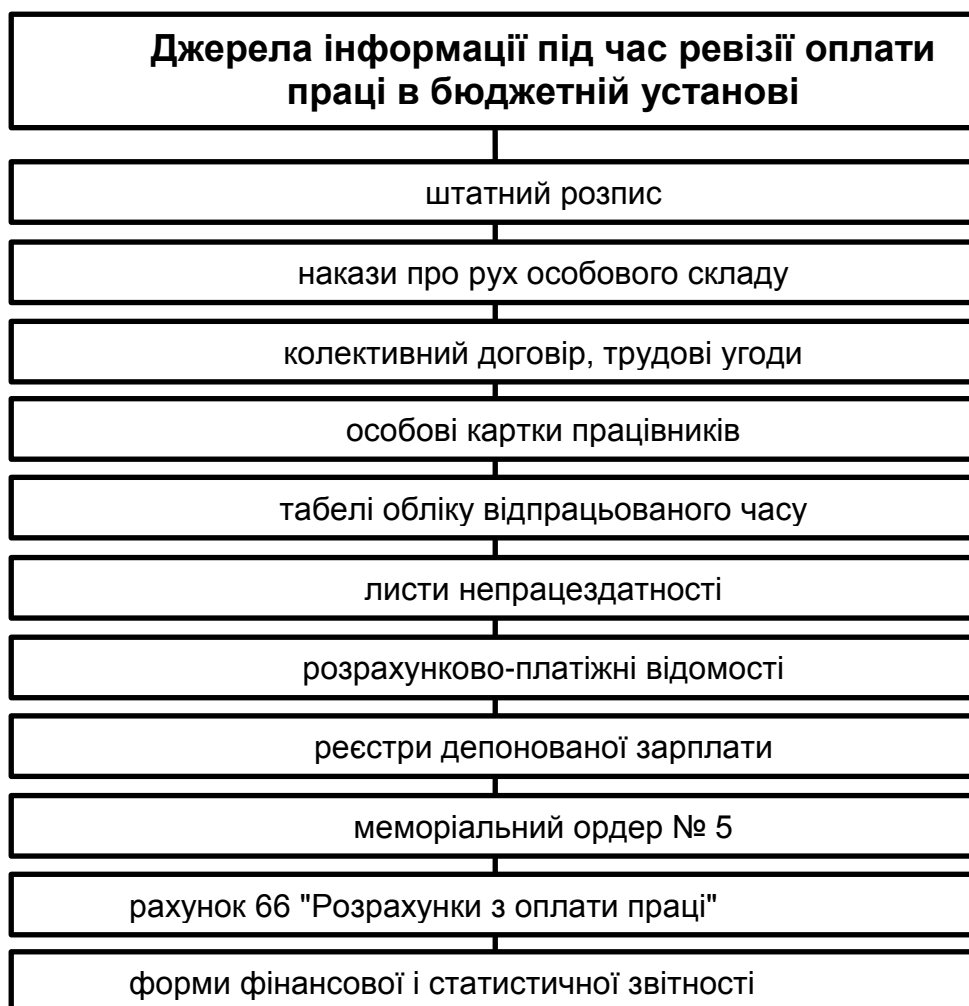 Джерела інформації під час ревізії оплати
праці в бюджетній установі
штатний розпис
накази про рух особового складу
колективний договір, трудові угоди
особові картки працівників
табелі обліку відпрацьованого часу
листи непрацездатності
розрахунково-платіжні відомості
реєстри депонованої зарплати
меморіальний ордер № 5
рахунок 66 "Розрахунки з оплати праці"
форми фінансової і статистичної звітності